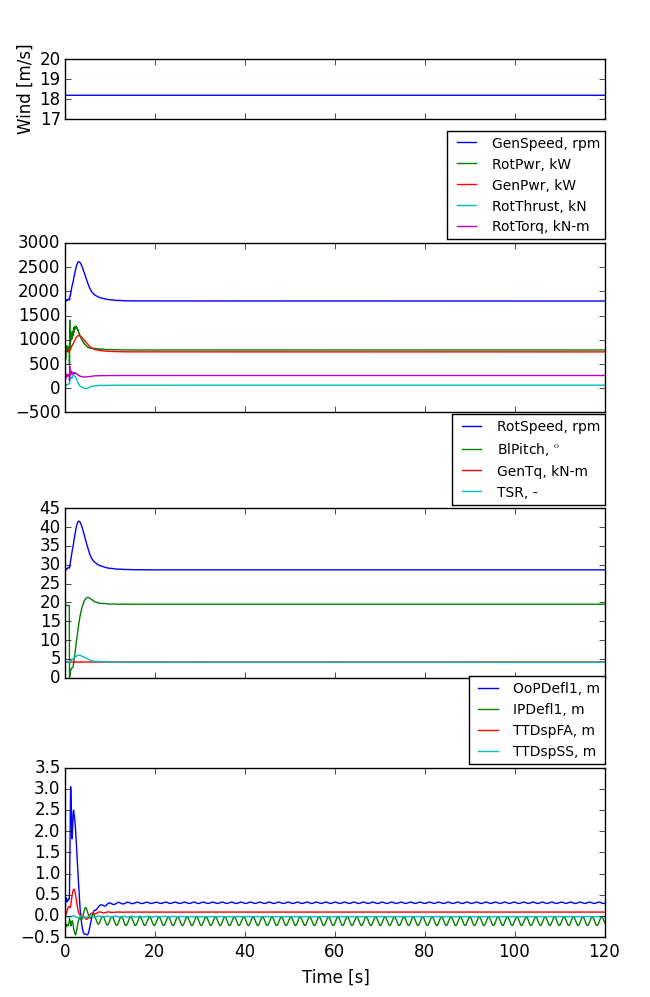 Wind [m/s]
20
19
18
17
GenSpeed, rpm
RotPwr, kW
GenPwr, kW
RotThrust, kN
RotTorq, kN-m
3000
2500
2000
1500
1000
500
0
−500
RotSpeed, rpm
BlPitch, °
GenTq, kN-m
TSR, -
45
40
35
30
25
20
15
10
5
0
OoPDefl1, m
IPDefl1, m
TTDspFA, m
TTDspSS, m
3.5
3.0
2.5
2.0
1.5
1.0
0.5
0.0
−0.5
0 20 40 60 80 100 120
Time [s]